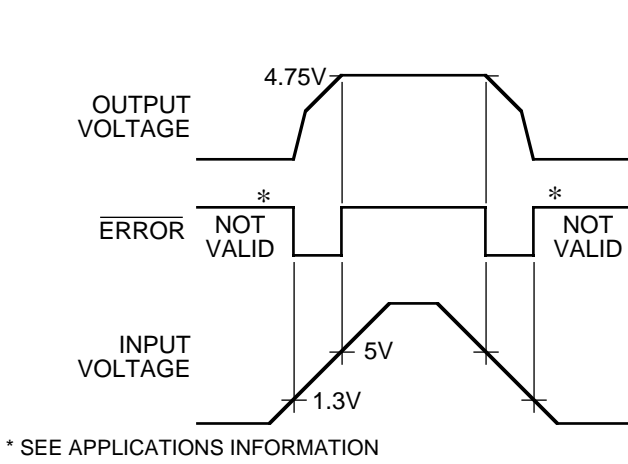 4.75V
OUTPUT
VOLTAGE
* *
ERROR
NOT
VALID
NOT
VALID
INPUT
VOLTAGE
5V
1.3V
* SEE APPLICATIONS INFORMATION